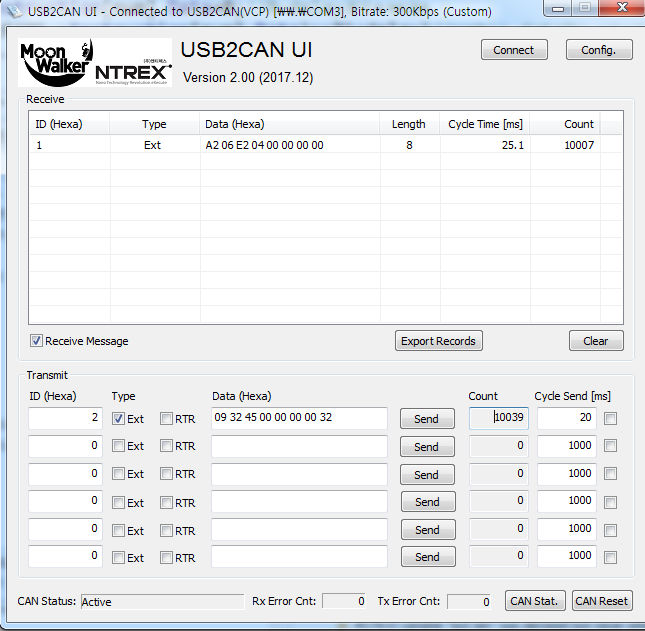 USB2CAN UI - Connected to USB2CAN(VCP) [₩₩.₩COM3], Bitrate: 300Kbps (Custom)
Moon Walker
(주)엔티렉스
NTREX
USB2CAN UI
Version 2.00 (2017.12)
Connect
Config.
Receive
ID (Hexa) Type Data (Hexa) Length Cycle Time [ms] Count
1 Ext A2 06 E2 04 00 00 00 00 8 25.1 10007
Receive Message
Export Records
Clear
Transmit
ID (Hexa) Type Data (Hexa) Count Cycle Send [ms]
2 Ext RTR 09 32 45 00 00 00 00 32 Send 10039 20
0 Ext RTR Send 0 1000
0 Ext RTR Send 0 1000
0 Ext RTR Send 0 1000
0 Ext RTR Send 0 1000
0 Ext RTR Send 0 1000
CAN Status: Active Rx Error Cnt: 0 Tx Error Cnt: 0 CAN Stat. CAN Reset